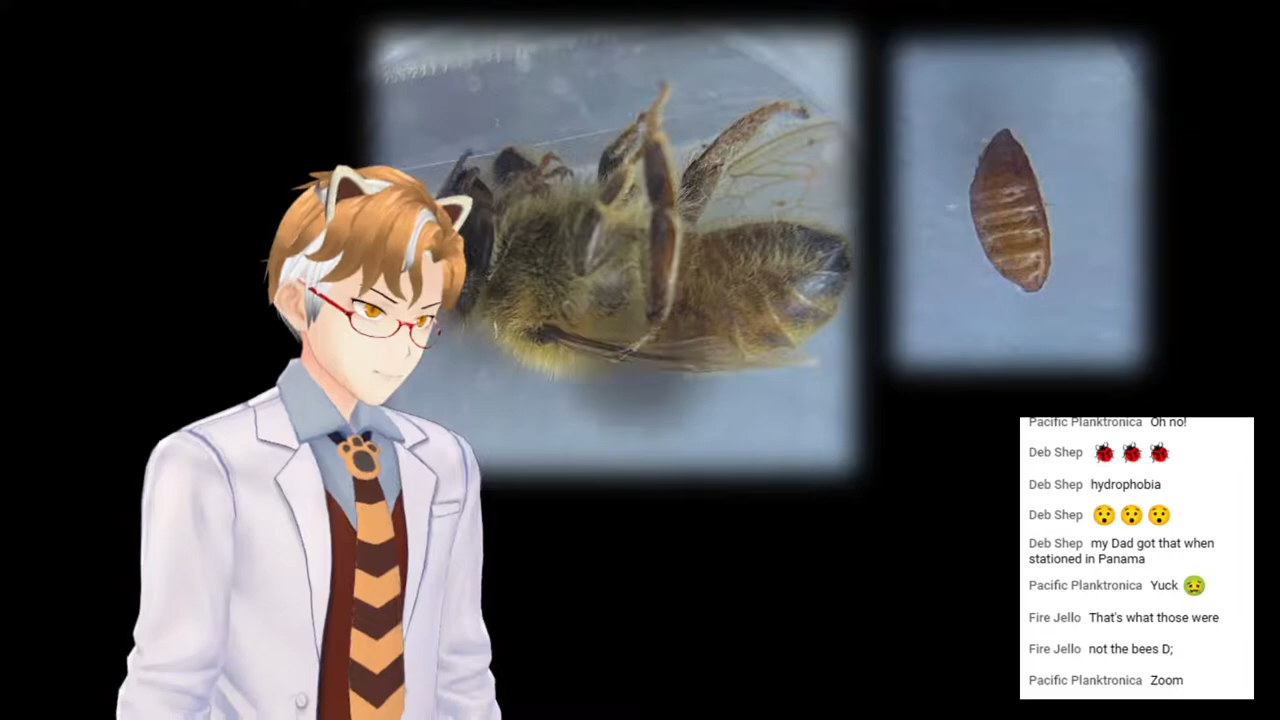 Pacific Planktronica Oh no!
Deb Shep 🐞 🐞 🐞
Deb Shep hydrophobia
Deb Shep 😯 😯 😯
Deb Shep my Dad got that when
stationed in Panama
Pacific Planktronica Yuck 🤢
Fire Jello That's what those were
Fire Jello not the bees D;
Pacific Planktronica Zoom